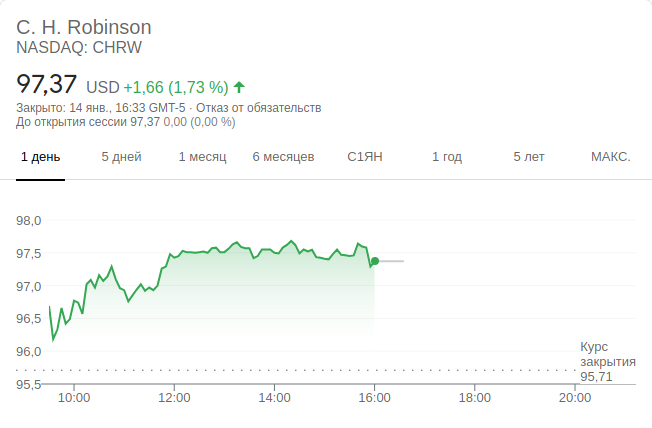 C. H. Robinson
NASDAQ: CHRW
97,37 USD +1,66 (1,73 %)
Закрыто: 14 янв., 16:33 GMT-5 · Отказ от обязательств
До открытия сессии 97,37 0,00 (0,00 %)
1 день 5 дней 1 месяц 6 месяцев С1ЯН 1 год 5 лет МАКС.
98,0
97,5
97,0
96,5
96,0
Курс
закрытия
95,71
95,5
10:00 12:00 14:00 16:00 18:00 20:00